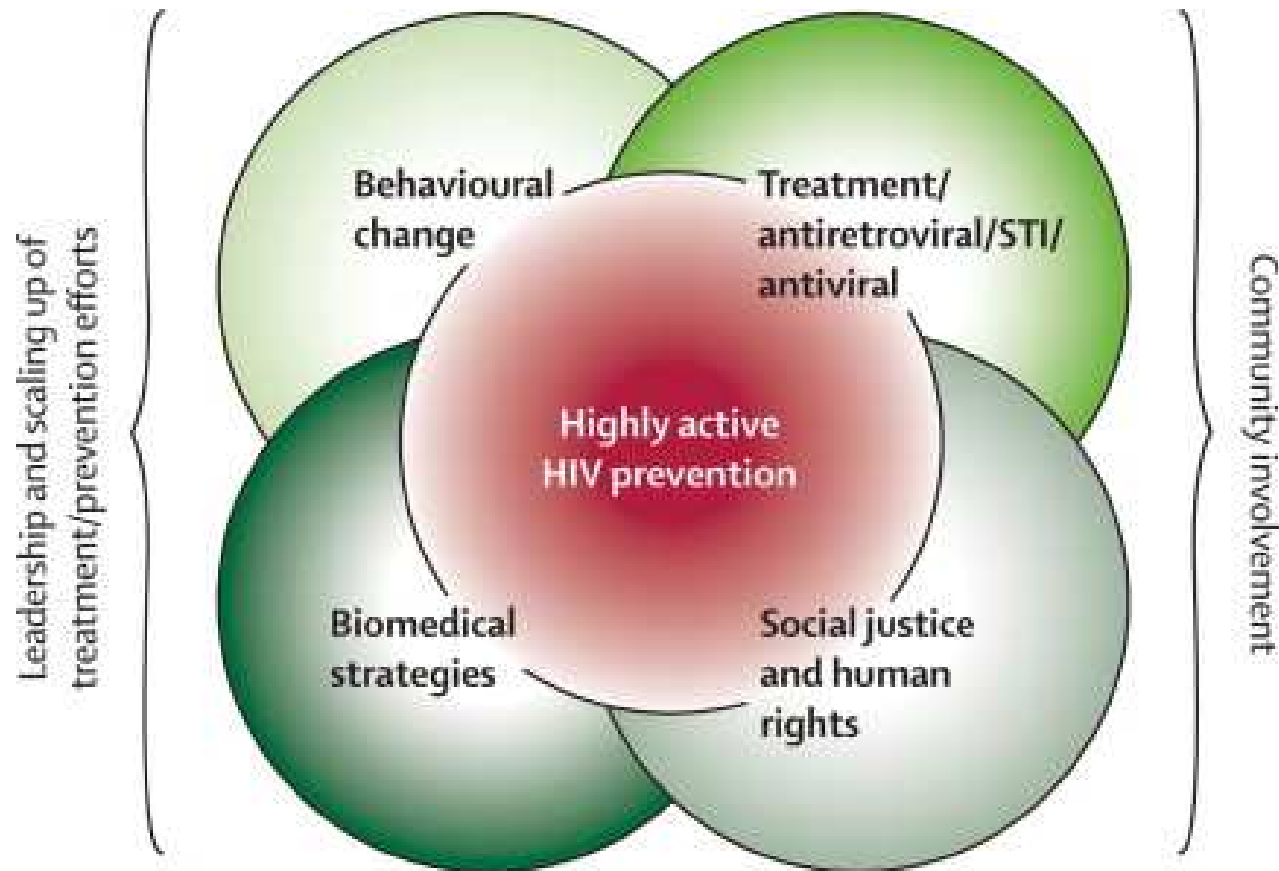 Leadership and scaling up of
treatment/prevention efforts
Behavioural
change
Treatment/
antiretroviral/STI/
antiviral
Highly active
HIV prevention
Biomedical
strategies
Social justice
and human
rights
Community involvement